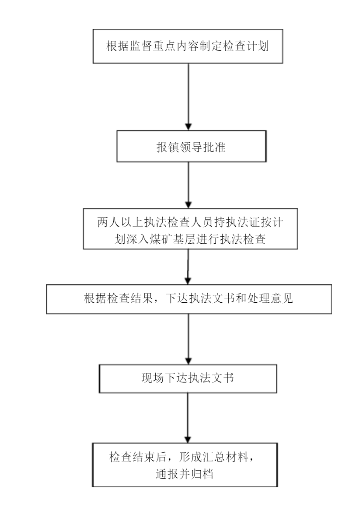 根据监督重点内容制定检查计划
报镇领导批准
两人以上执法检查人员持执法证按计
划深入煤矿基层进行执法检查
根据检查结果，下达执法文书和处理意见
现场下达执法文书
检查结束后，形成汇总材料，
通报并归档